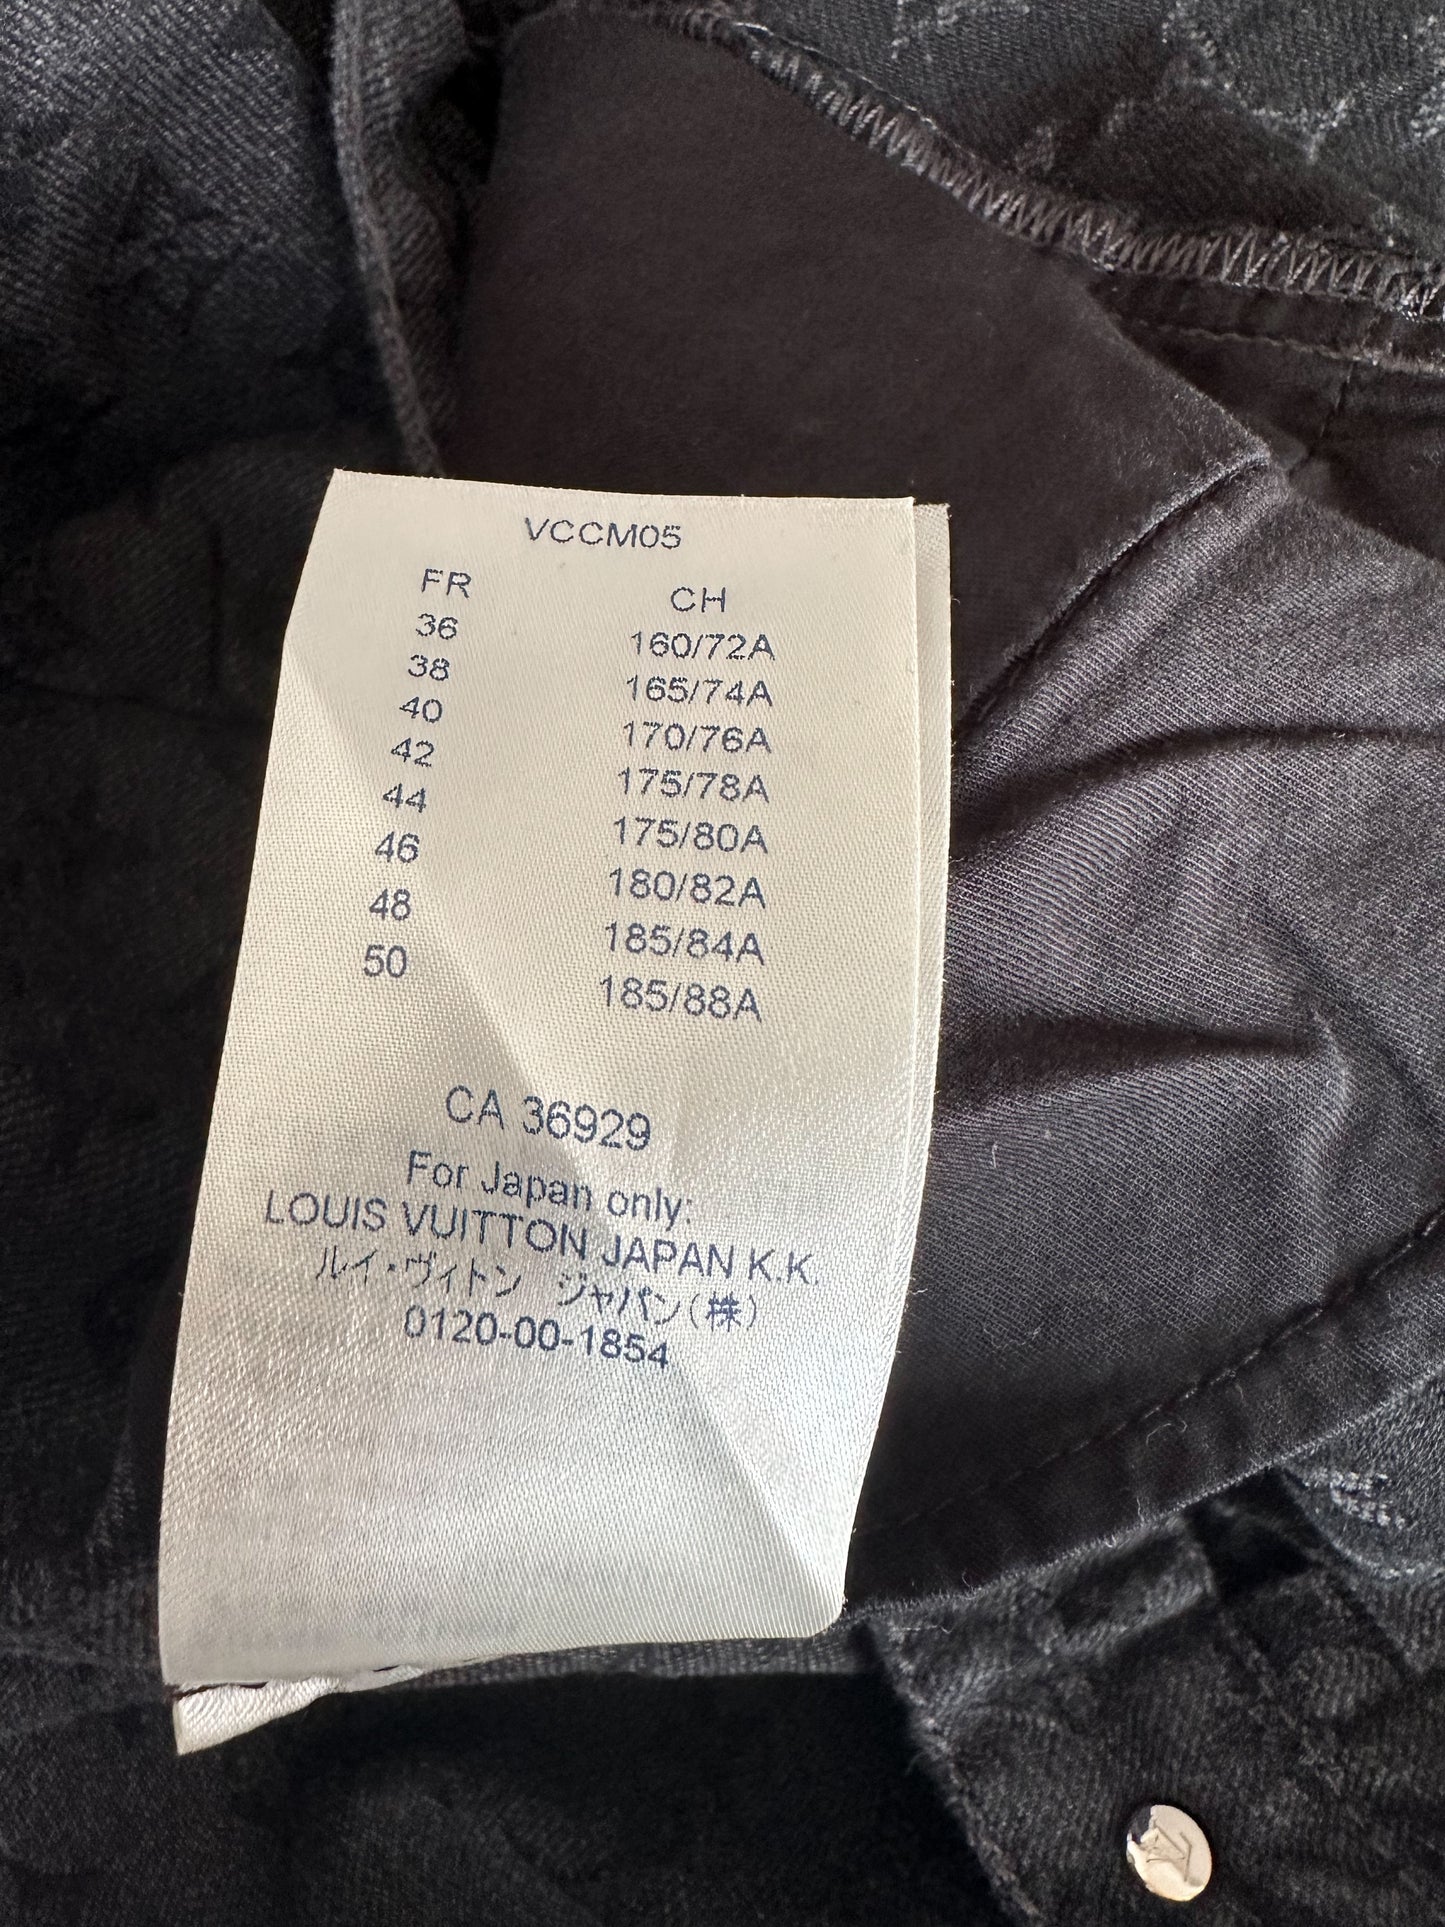 VCCM05
FR CH
36 160/72A
38 165/74A
40 170/76A
42 175/78A
44 175/80A
46 180/82A
48 185/84A
50 185/88A
CA 36929
For Japan only:
LOUIS VUITTON JAPAN K.K.
ルイ・ヴィトン ジャパン(株)
0120-00-1854
LV